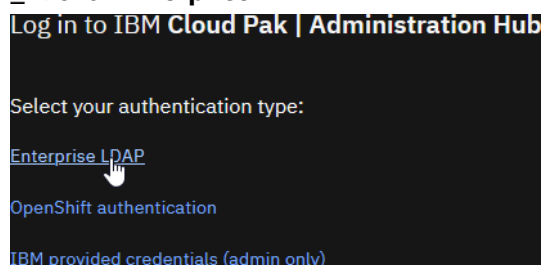 Log in to IBM Cloud Pak | Administration Hub
Select your authentication type:
Enterprise LDAP
OpenShift authentication
IBM provided credentials (admin only)